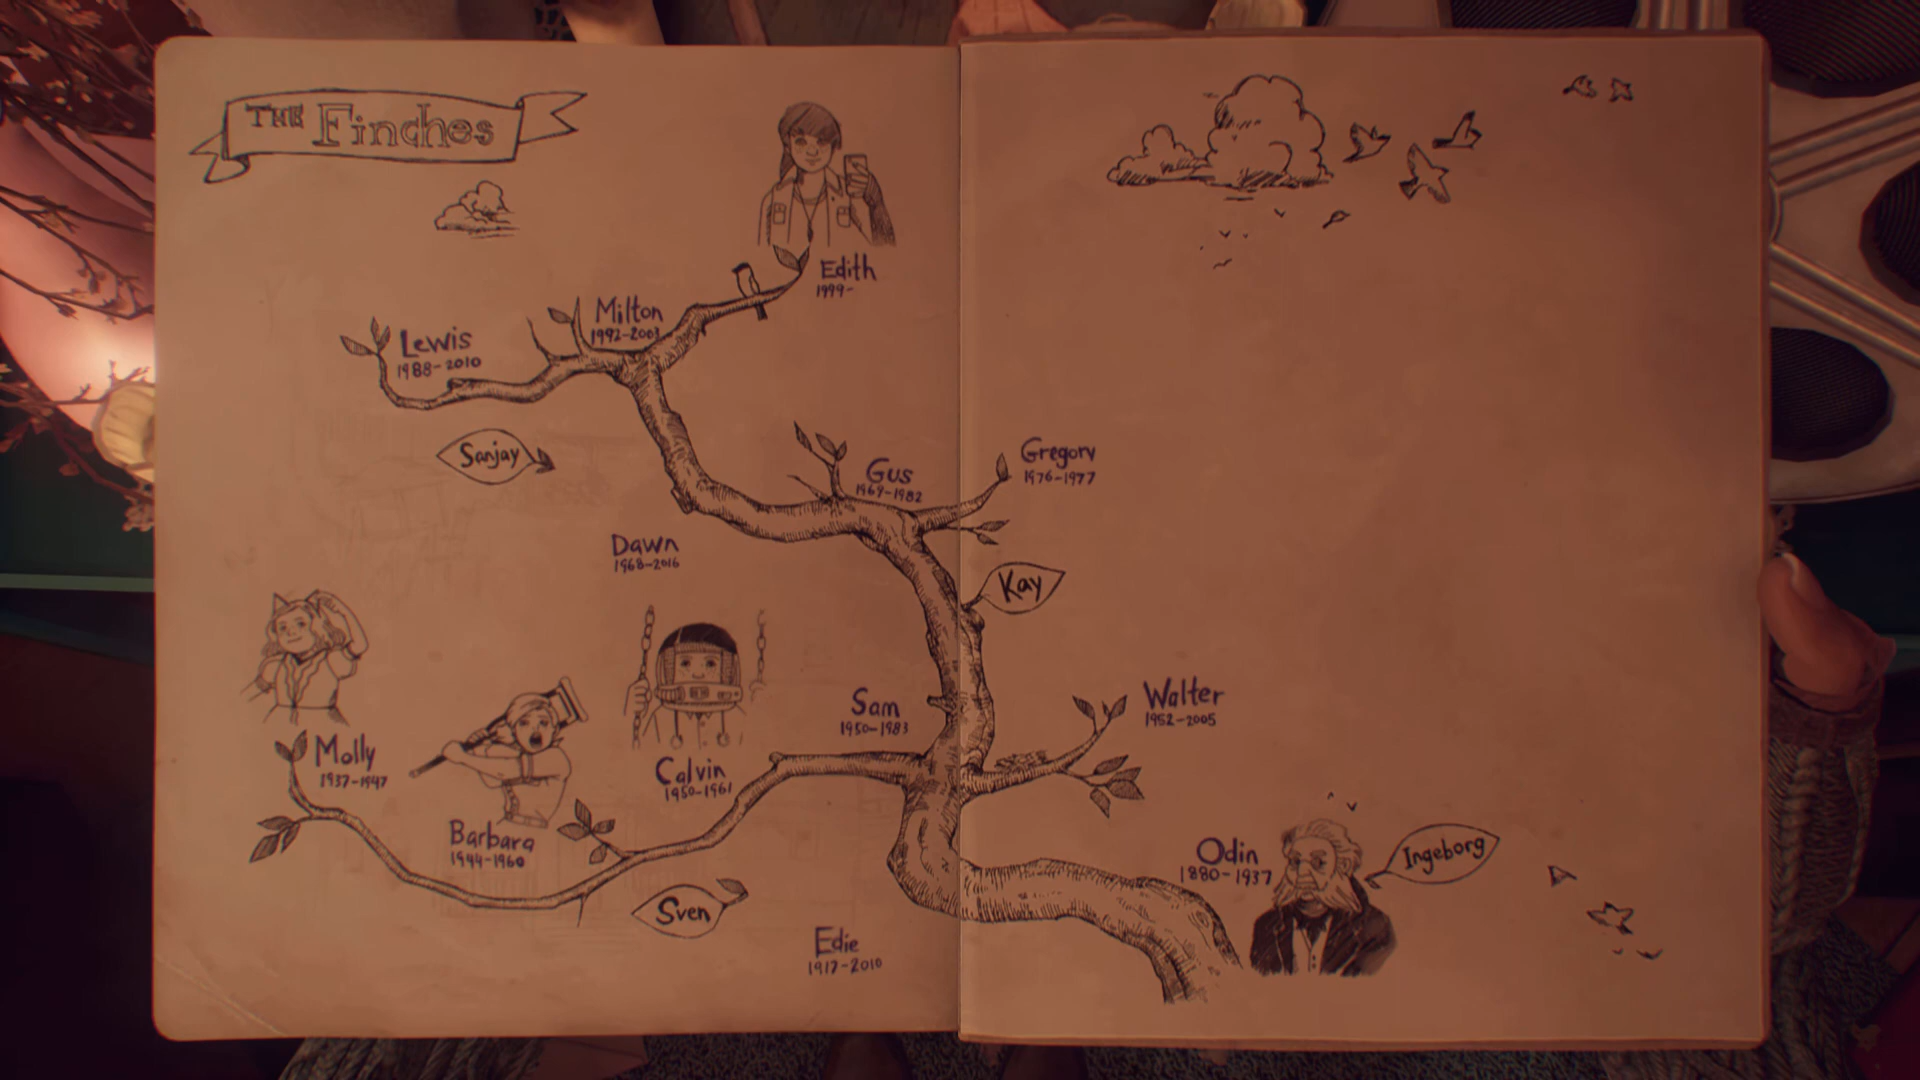 THE Finches
Edith
1999-
Milton
1992-2003
Lewis
1988-2010
Sanjay
Gus
1969-1982
Gregory
1976-1977
Dawn
1968-2016
Kay
Sam
1950-1983
Walter
1952-2005
Molly
1937-1947
Calvin
1950-1961
Barbara
1944-1960
Sven
Odin
1880-1937
Ingeborg
Edie
1917-2010